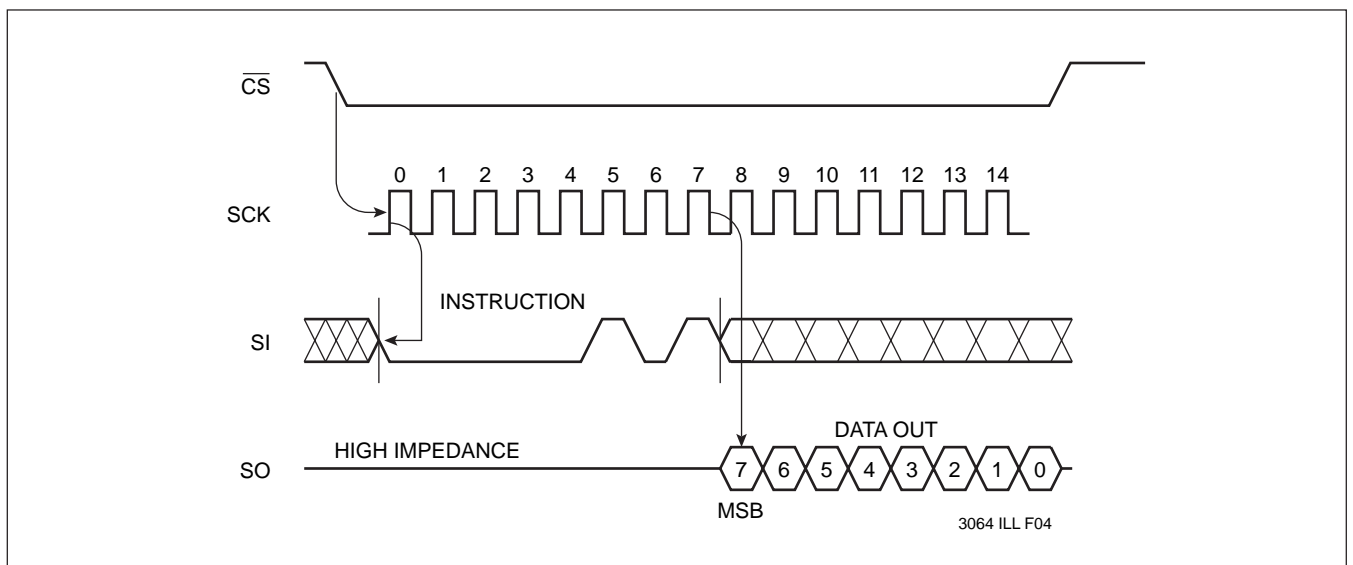 CS
0 1 2 3 4 5 6 7 8 9 10 11 12 13 14
SCK
INSTRUCTION
SI
DATA OUT
HIGH IMPEDANCE
SO
7 6 5 4 3 2 1 0
MSB
3064 ILL F04